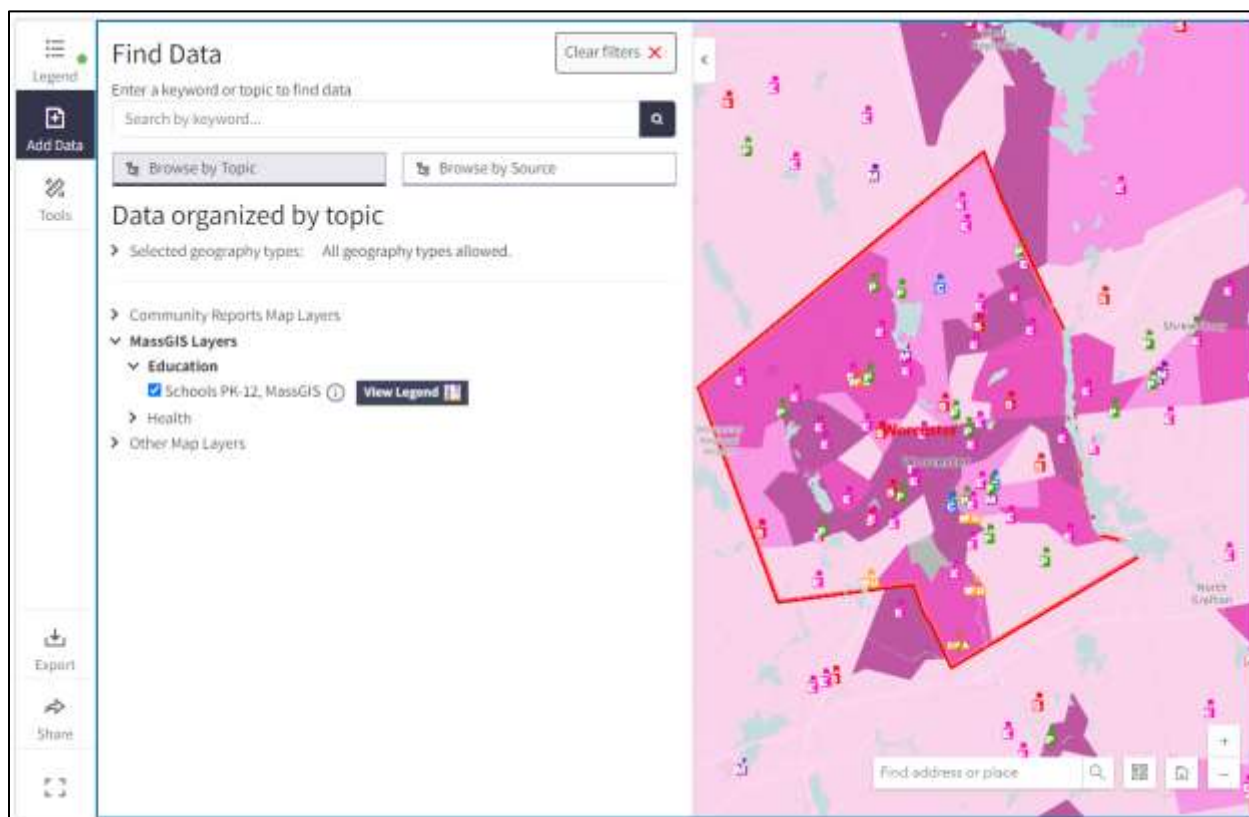 Legend
Add Data
Tools
Export
Share
Find Data
Clear filters
Enter a keyword or topic to find data
Search by keyword...
Browse by Topic
Browse by Source
Data organized by topic
Selected geography types: All geography types allowed.
Community Reports Map Layers
MassGIS Layers
Education
Schools PK-12, MassGIS
View Legend
Health
Other Map Layers
Worcester
Worcester
Shrewsbury
North
Grafton
Find address or place